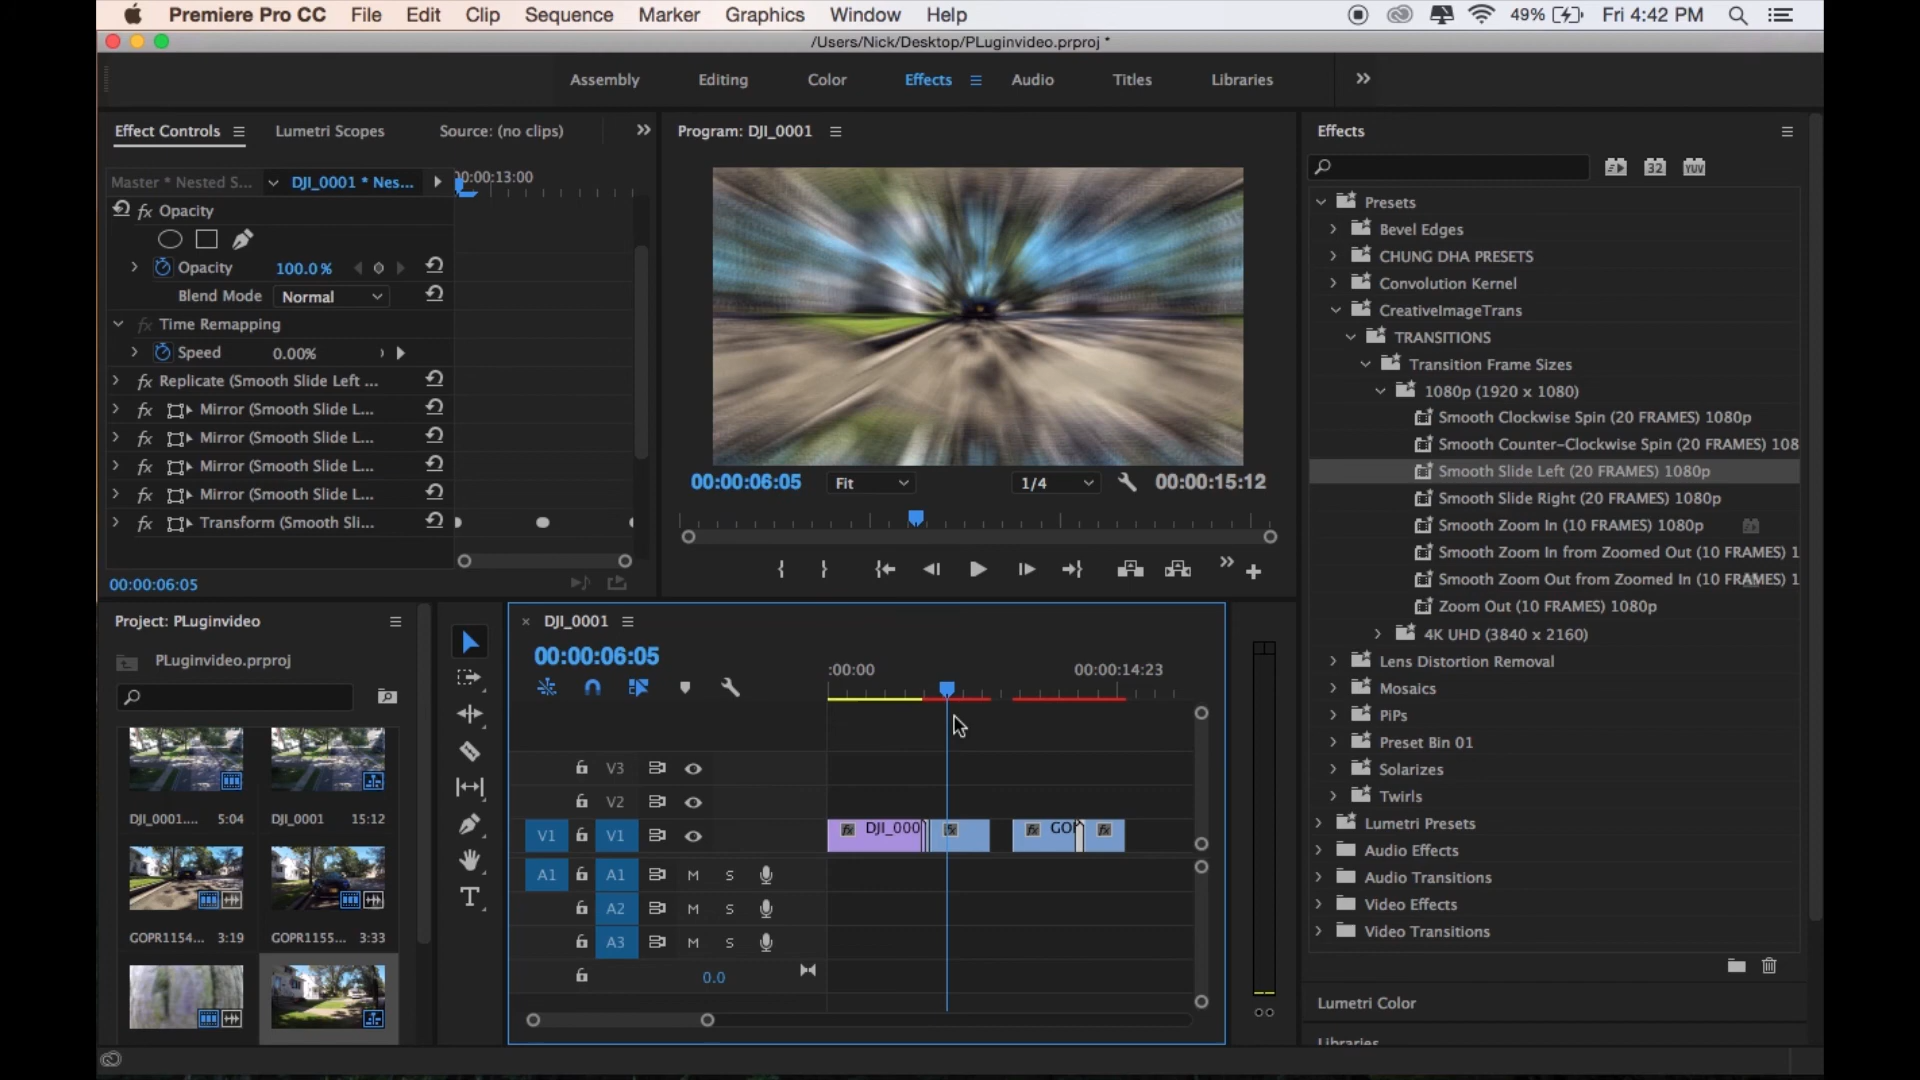 Premiere Pro CC File Edit Clip Sequence Marker Graphics Window Help 49% Fri 4:42 PM
/Users/Nick/Desktop/PLuginvideo.prproj *
Assembly Editing Color Effects Audio Titles Libraries
Effect Controls Lumetri Scopes Source: (no clips)
Master * Nested S... DJI_0001 * Nes... 00:00:13:00
fx Opacity
Opacity 100.0 %
Blend Mode Normal
fx Time Remapping
Speed 0.00%
fx Replicate (Smooth Slide Left ...
fx Mirror (Smooth Slide L...
fx Mirror (Smooth Slide L...
fx Mirror (Smooth Slide L...
fx Mirror (Smooth Slide L...
fx Transform (Smooth Sli...
00:00:06:05
Program: DJI_0001
00:00:06:05 Fit 1/4 00:00:15:12
Effects
32 YUV
Presets
Bevel Edges
CHUNG DHA PRESETS
Convolution Kernel
CreativeImageTrans
TRANSITIONS
Transition Frame Sizes
1080p (1920 x 1080)
Smooth Clockwise Spin (20 FRAMES) 1080p
Smooth Counter-Clockwise Spin (20 FRAMES) 108
Smooth Slide Left (20 FRAMES) 1080p
Smooth Slide Right (20 FRAMES) 1080p
Smooth Zoom In (10 FRAMES) 1080p
Smooth Zoom In from Zoomed Out (10 FRAMES) 1
Smooth Zoom Out from Zoomed In (10 FRAMES) 1
Zoom Out (10 FRAMES) 1080p
4K UHD (3840 x 2160)
Lens Distortion Removal
Mosaics
PiPs
Preset Bin 01
Solarizes
Twirls
Lumetri Presets
Audio Effects
Audio Transitions
Video Effects
Video Transitions
Lumetri Color
Libraries
Project: PLuginvideo
PLuginvideo.prproj
DJI_0001.... 5:04 DJI_0001 15:12
GOPR1154... 3:19 GOPR1155... 3:33
T
DJI_0001
00:00:06:05
:00:00 00:00:14:23
V3
V2
V1 V1 fx DJI_000 fx fx GOP fx
A1 A1 M S
A2 M S
A3 M S
0.0